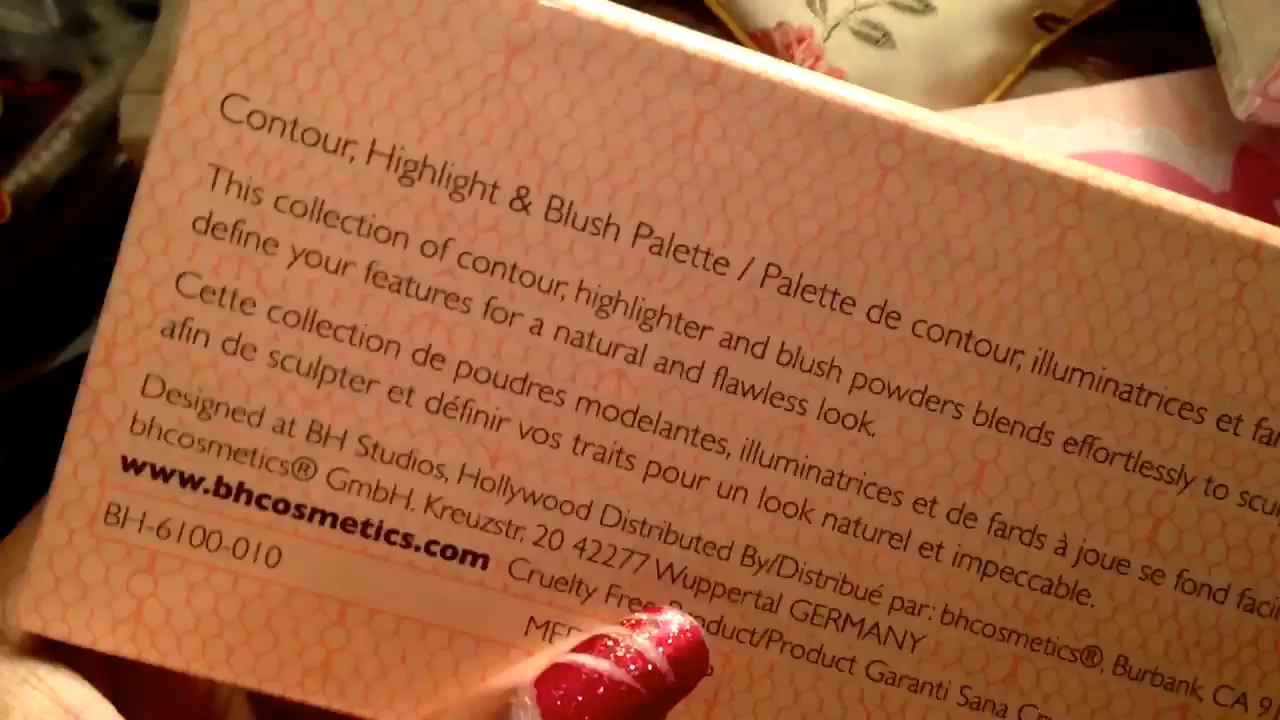 Contour, Highlight & Blush Palette / Palette de contour, illuminatrices et
This collection of contour, highlighter and blush powders blends effortlessly to
define your features for a natural and flawless look.
Cette collection de poudres modelantes, illuminatrices et de fards à joue se fond
afin de sculpter et définir vos traits pour un look naturel et impeccable.
Designed at BH Studios, Hollywood Distributed By/Distribué par: bhcosmetics®, Burbank, CA
bhcosmetics® GmbH, Kreuzstr. 20 42277 Wuppertal GERMANY
www.bhcosmetics.com Cruelty Free Product/Product Garanti Sans
BH-6100-010